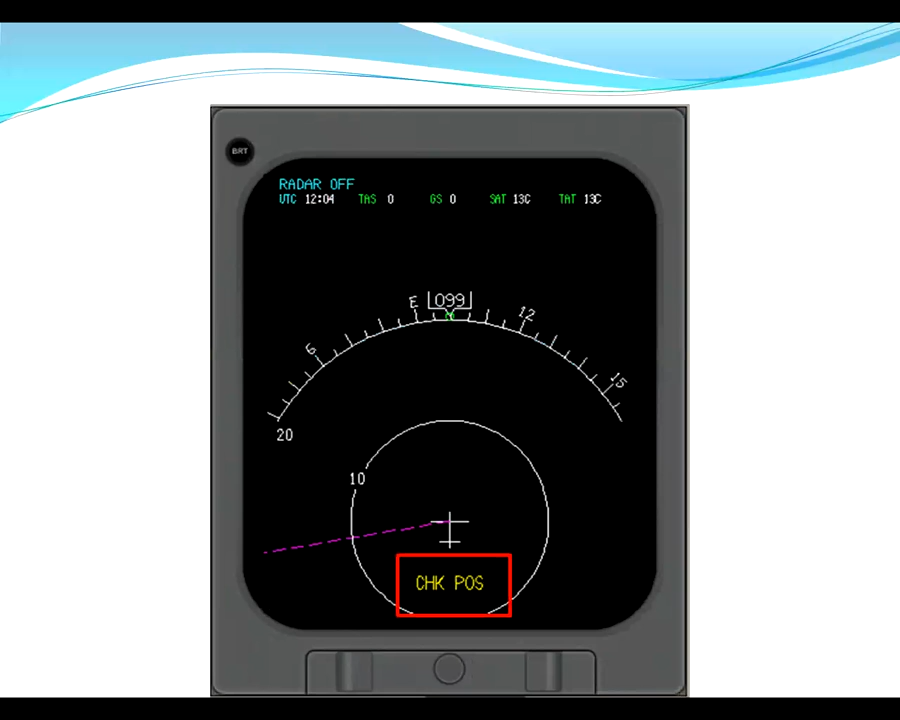 BRT
RADAR OFF
UTC 12:04 TAS 0 GS 0 SAT 13C TAT 13C
E 099 12
6 15
20
10
CHK POS